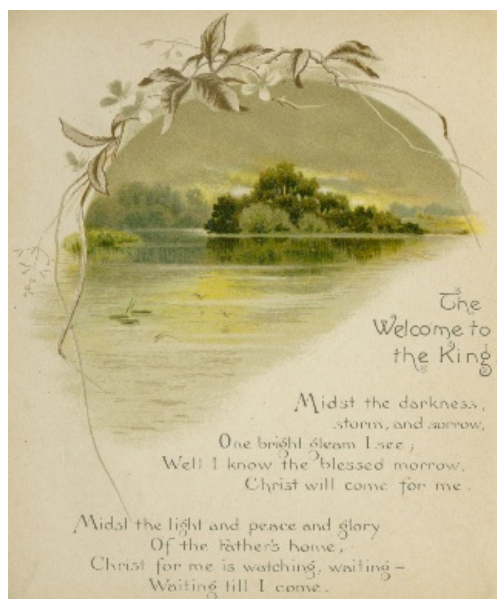 The
Welcome to
the King
Midst the darkness,
storm, and sorrow,
One bright gleam I see;
Well I know the blessed morrow,
Christ will come for me.
Midst the light and peace and glory
Of the Father's home,
Christ for me is watching, waiting –
Waiting till I come.